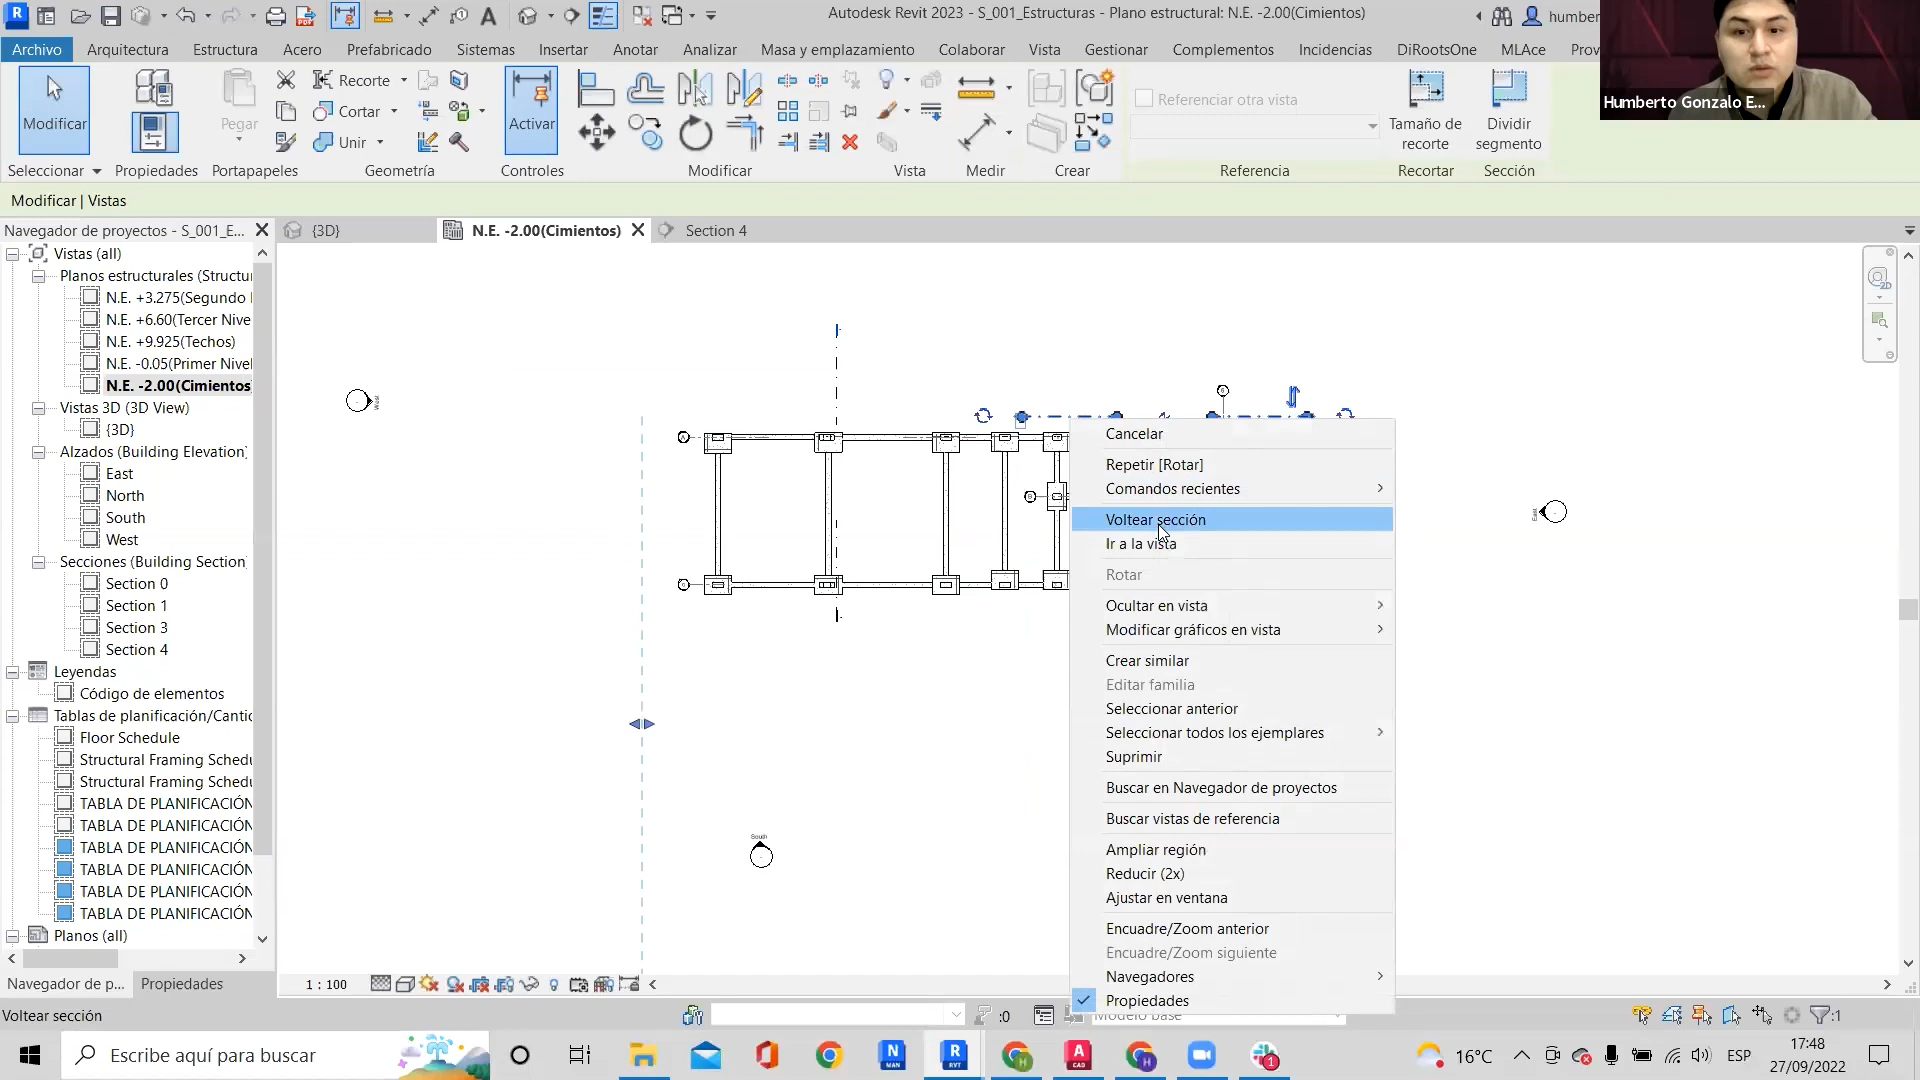 Autodesk Revit 2023 - S_001_Estructuras - Plano estructural: N.E. -2.00(Cimientos)
Archivo Arquitectura Estructura Acero Prefabricado Sistemas Insertar Anotar Analizar Masa y emplazamiento Colaborar Vista Gestionar Complementos Incidencias DiRootsOne MLAce
Humberto Gonzalo E...
Recorte
Referenciar otra vista
Cortar
Modificar
Pegar
Activar
Tamaño de recorte
Dividir segmento
Unir
Seleccionar Propiedades Portapapeles Geometría Controles Modificar Vista Medir Crear Referencia Recortar Sección
Modificar | Vistas
Navegador de proyectos - S_001_E...
{3D}
N.E. -2.00(Cimientos)
Section 4
Vistas (all)
Planos estructurales (Structu
N.E. +3.275(Segundo
N.E. +6.60(Tercer Nive
N.E. +9.925(Techos)
N.E. -0.05(Primer Nivel
N.E. -2.00(Cimientos)
Vistas 3D (3D View)
{3D}
Alzados (Building Elevation)
East
North
South
West
Secciones (Building Section)
Section 0
Section 1
Section 3
Section 4
Leyendas
Código de elementos
Tablas de planificación/Cantid
Floor Schedule
Structural Framing Schedu
Structural Framing Schedu
TABLA DE PLANIFICACIÓN
TABLA DE PLANIFICACIÓN
TABLA DE PLANIFICACIÓN
TABLA DE PLANIFICACIÓN
TABLA DE PLANIFICACIÓN
TABLA DE PLANIFICACIÓN
Planos (all)
Navegador de p...
Propiedades
South
Cancelar
Repetir [Rotar]
Comandos recientes
Voltear sección
Ir a la vista
Rotar
Ocultar en vista
Modificar gráficos en vista
Crear similar
Editar familia
Seleccionar anterior
Seleccionar todos los ejemplares
Suprimir
Buscar en Navegador de proyectos
Buscar vistas de referencia
Ampliar región
Reducir (2x)
Ajustar en ventana
Encuadre/Zoom anterior
Encuadre/Zoom siguiente
Navegadores
Propiedades
1 : 100
Voltear sección
:0
Modelo base
:1
Escribe aquí para buscar
16°C
ESP
17:48
27/09/2022